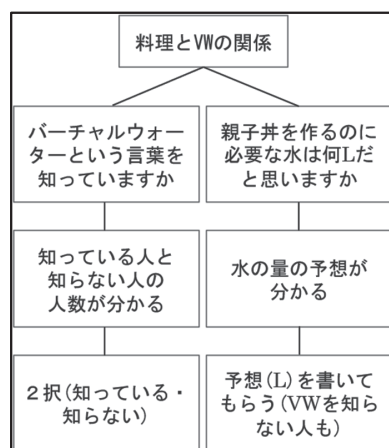 料理とVWの関係
バーチャルウォー
ターという言葉を
知っていますか
親子丼を作るのに
必要な水は何Lだ
と思いますか
知っている人と
知らない人の
人数が分かる
水の量の予想が
分かる
2択(知っている・
知らない)
予想(L)を書いて
もらう(VWを知ら
ない人も)